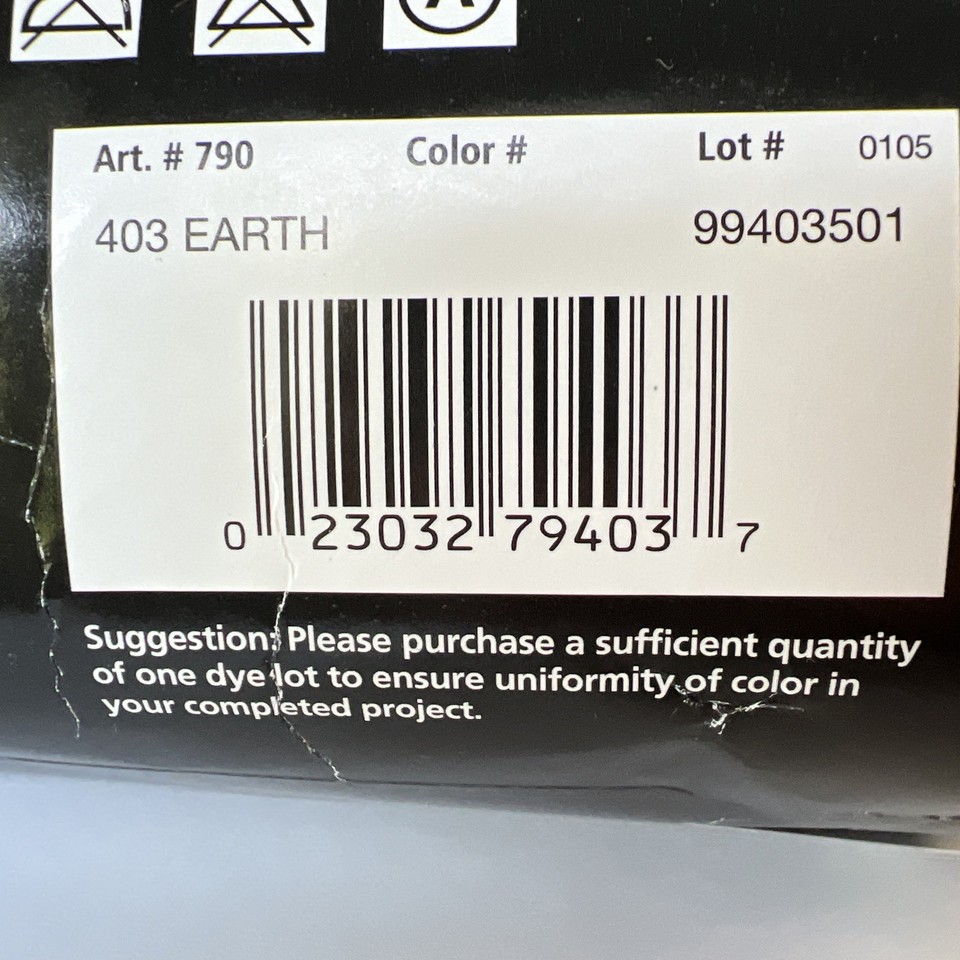 A
Art. # 790 Color # Lot # 0105
403 EARTH 99403501
0 23032 79403 7
Suggestion: Please purchase a sufficient quantity
of one dye lot to ensure uniformity of color in
your completed project.